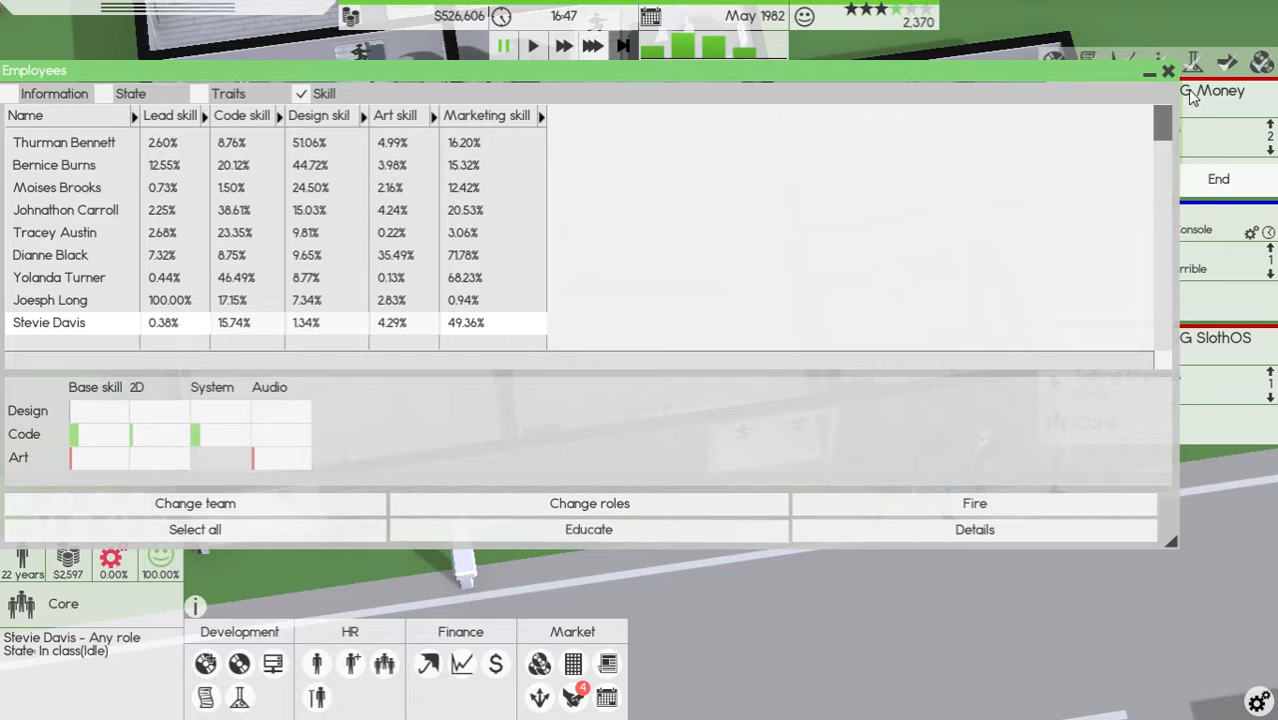 $526,606
16:47
May 1982
2,370
Employees
Information
State
Traits
Skill
Name
Lead skill
Code skill
Design skil
Art skill
Marketing skill
Thurman Bennett 2.60% 8.76% 51.06% 4.99% 16.20%
Bernice Burns 12.55% 20.12% 44.72% 3.98% 15.32%
Moises Brooks 0.73% 1.50% 24.50% 2.16% 12.42%
Johnathon Carroll 2.25% 38.61% 15.03% 4.24% 20.53%
Tracey Austin 2.68% 23.35% 9.81% 0.22% 3.06%
Dianne Black 7.32% 8.75% 9.65% 35.49% 71.78%
Yolanda Turner 0.44% 46.49% 8.77% 0.13% 68.23%
Joesph Long 100.00% 17.15% 7.34% 2.83% 0.94%
Stevie Davis 0.38% 15.74% 1.34% 4.29% 49.36%
G Money
2
End
onsole
1
rrible
G SlothOS
1
Base skill 2D System Audio
Design
Code
Art
Core
Change team
Change roles
Fire
Select all
Educate
Details
22 years $2,597 0.00% 100.00%
Core
Stevie Davis - Any role
State: In class(Idle)
i
Development
HR
Finance
Market
4